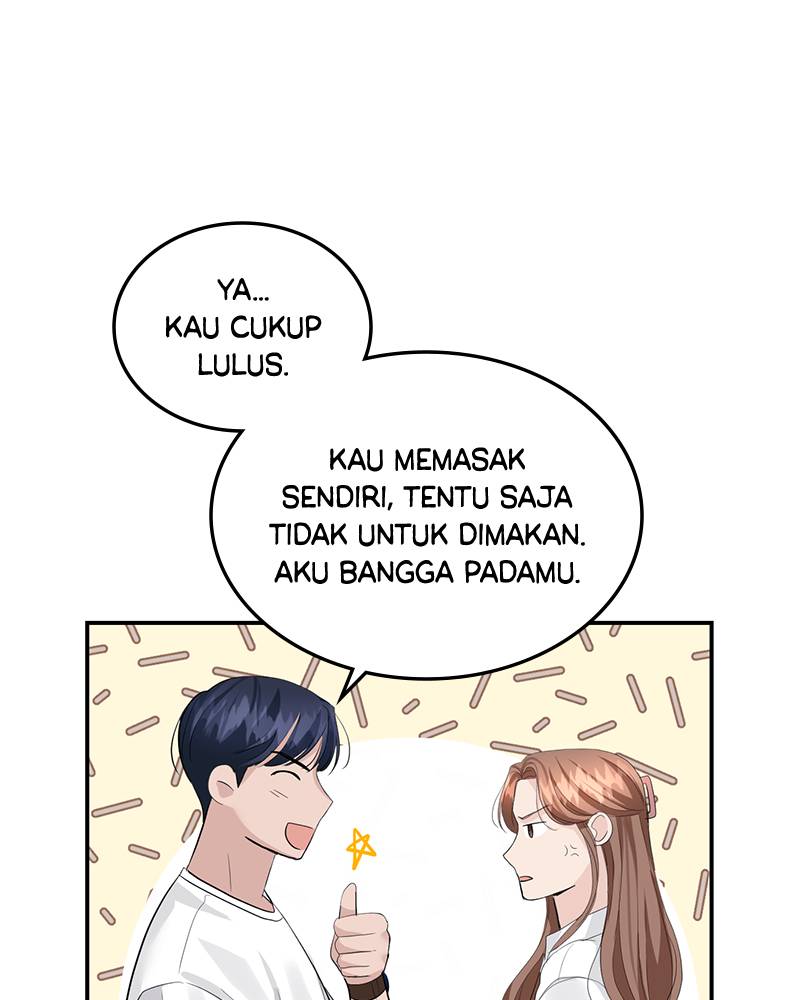 YA...
KAU CUKUP
LULUS.
KAU MEMASAK
SENDIRI, TENTU SAJA
TIDAK UNTUK DIMAKAN.
AKU BANGGA PADAMU.